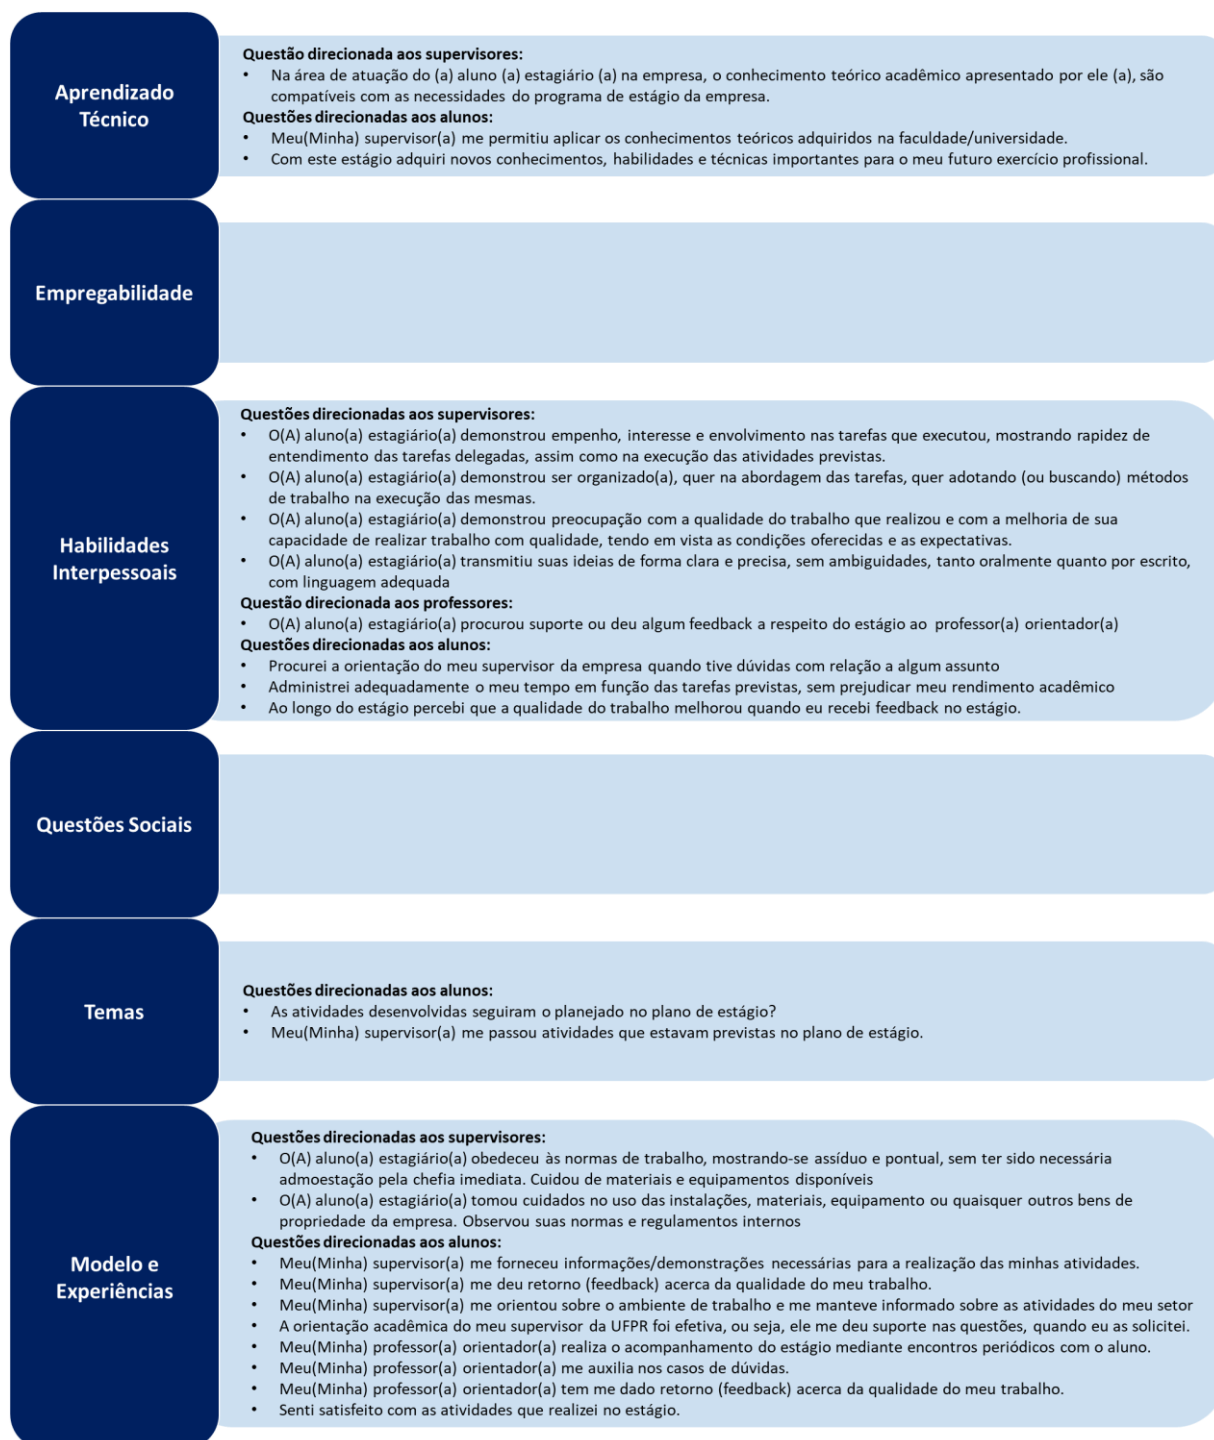 Aprendizado
Técnico
Questão direcionada aos supervisores:
• Na área de atuação do (a) aluno (a) estagiário (a) na empresa, o conhecimento teórico acadêmico apresentado por ele (a), são
compatíveis com as necessidades do programa de estágio da empresa.
Questões direcionadas aos alunos:
• Meu(Minha) supervisor(a) me permitiu aplicar os conhecimentos teóricos adquiridos na faculdade/universidade.
• Com este estágio adquiri novos conhecimentos, habilidades e técnicas importantes para o meu futuro exercício profissional.
Empregabilidade
Habilidades
Interpessoais
Questões direcionadas aos supervisores:
• O(A) aluno(a) estagiário(a) demonstrou empenho, interesse e envolvimento nas tarefas que executou, mostrando rapidez de
entendimento das tarefas delegadas, assim como na execução das atividades previstas.
• O(A) aluno(a) estagiário(a) demonstrou ser organizado(a), quer na abordagem das tarefas, quer adotando (ou buscando) métodos
de trabalho na execução das mesmas.
• O(A) aluno(a) estagiário(a) demonstrou preocupação com a qualidade do trabalho que realizou e com a melhoria de sua
capacidade de realizar trabalho com qualidade, tendo em vista as condições oferecidas e as expectativas.
• O(A) aluno(a) estagiário(a) transmitiu suas ideias de forma clara e precisa, sem ambiguidades, tanto oralmente quanto por escrito,
com linguagem adequada
Questão direcionada aos professores:
• O(A) aluno(a) estagiário(a) procurou suporte ou deu algum feedback a respeito do estágio ao professor(a) orientador(a)
Questões direcionadas aos alunos:
• Procurei a orientação do meu supervisor da empresa quando tive dúvidas com relação a algum assunto
• Administrei adequadamente o meu tempo em função das tarefas previstas, sem prejudicar meu rendimento acadêmico
• Ao longo do estágio percebi que a qualidade do trabalho melhorou quando eu recebi feedback no estágio.
Questões Sociais
Temas
Questões direcionadas aos alunos:
• As atividades desenvolvidas seguiram o planejado no plano de estágio?
• Meu(Minha) supervisor(a) me passou atividades que estavam previstas no plano de estágio.
Modelo e
Experiências
Questões direcionadas aos supervisores:
• O(A) aluno(a) estagiário(a) obedeceu às normas de trabalho, mostrando-se assíduo e pontual, sem ter sido necessária
admoestação pela chefia imediata. Cuidou de materiais e equipamentos disponíveis
• O(A) aluno(a) estagiário(a) tomou cuidados no uso das instalações, materiais, equipamento ou quaisquer outros bens de
propriedade da empresa. Observou suas normas e regulamentos internos
Questões direcionadas aos alunos:
• Meu(Minha) supervisor(a) me forneceu informações/demonstrações necessárias para a realização das minhas atividades.
• Meu(Minha) supervisor(a) me deu retorno (feedback) acerca da qualidade do meu trabalho.
• Meu(Minha) supervisor(a) me orientou sobre o ambiente de trabalho e me manteve informado sobre as atividades do meu setor
• A orientação acadêmica do meu supervisor da UFPR foi efetiva, ou seja, ele me deu suporte nas questões, quando eu as solicitei.
• Meu(Minha) professor(a) orientador(a) realiza o acompanhamento do estágio mediante encontros periódicos com o aluno.
• Meu(Minha) professor(a) orientador(a) me auxilia nos casos de dúvidas.
• Meu(Minha) professor(a) orientador(a) tem me dado retorno (feedback) acerca da qualidade do meu trabalho.
• Senti satisfeito com as atividades que realizei no estágio.